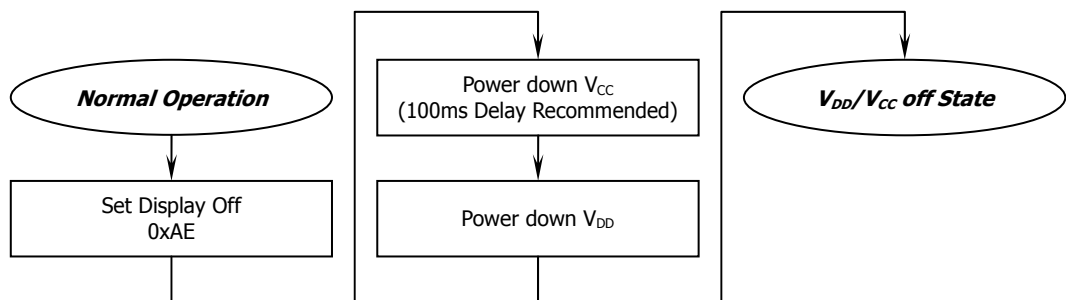 Normal Operation
Set Display Off
0xAE
Power down VCC
(100ms Delay Recommended)
Power down VDD
VDD/VCC off State